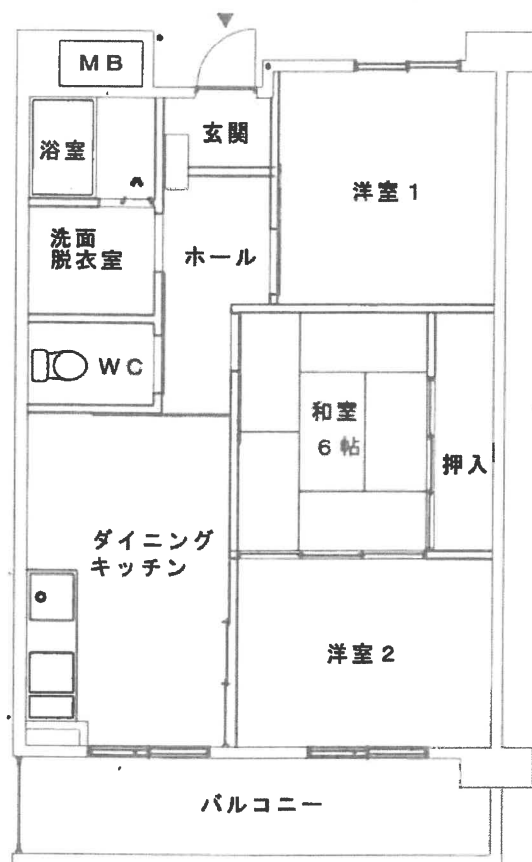 MB
玄関
浴室
洋室1
洗面
脱衣室
ホール
WC
和室
6帖
押入
ダイニング
キッチン
洋室2
バルコニー